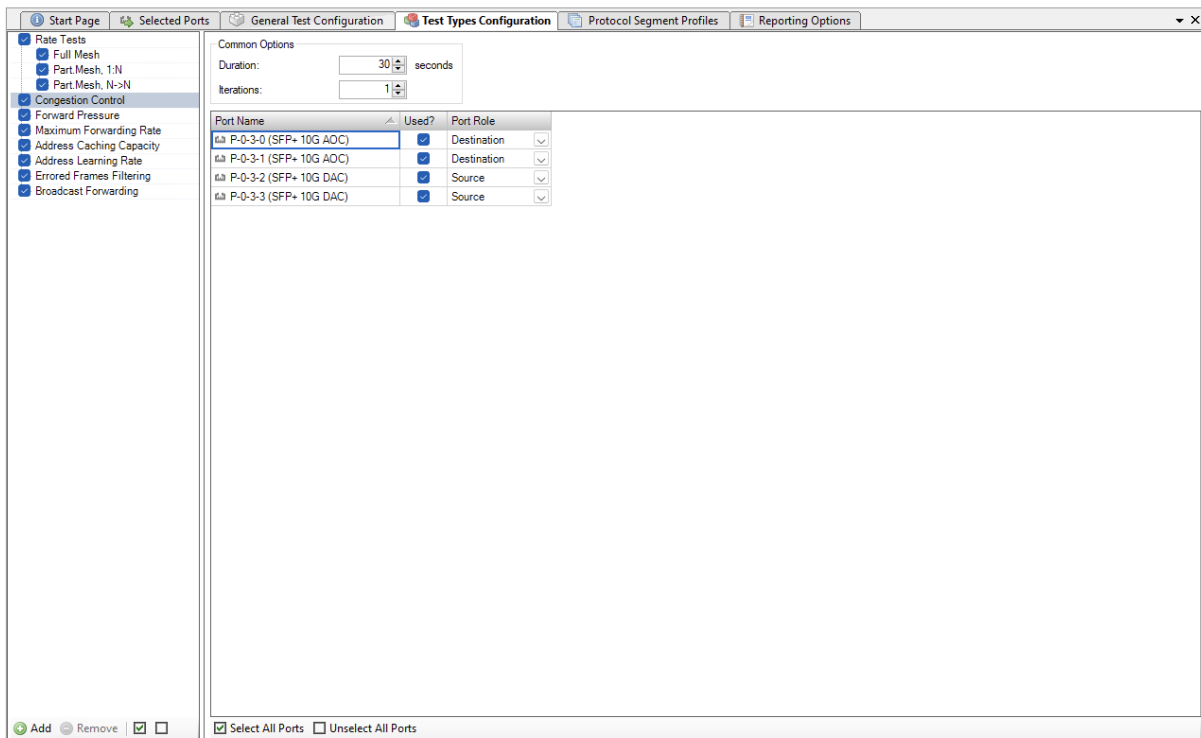 Start Page Selected Ports General Test Configuration Test Types Configuration Protocol Segment Profiles Reporting Options
Rate Tests
Full Mesh
Part.Mesh, 1:N
Part.Mesh, N->N
Congestion Control
Forward Pressure
Maximum Forwarding Rate
Address Caching Capacity
Address Learning Rate
Errored Frames Filtering
Broadcast Forwarding
Common Options
Duration: 30 seconds
Iterations: 1
Port Name Used? Port Role
P-0-3-0 (SFP+ 10G AOC) Destination
P-0-3-1 (SFP+ 10G AOC) Destination
P-0-3-2 (SFP+ 10G DAC) Source
P-0-3-3 (SFP+ 10G DAC) Source
Add Remove
Select All Ports Unselect All Ports